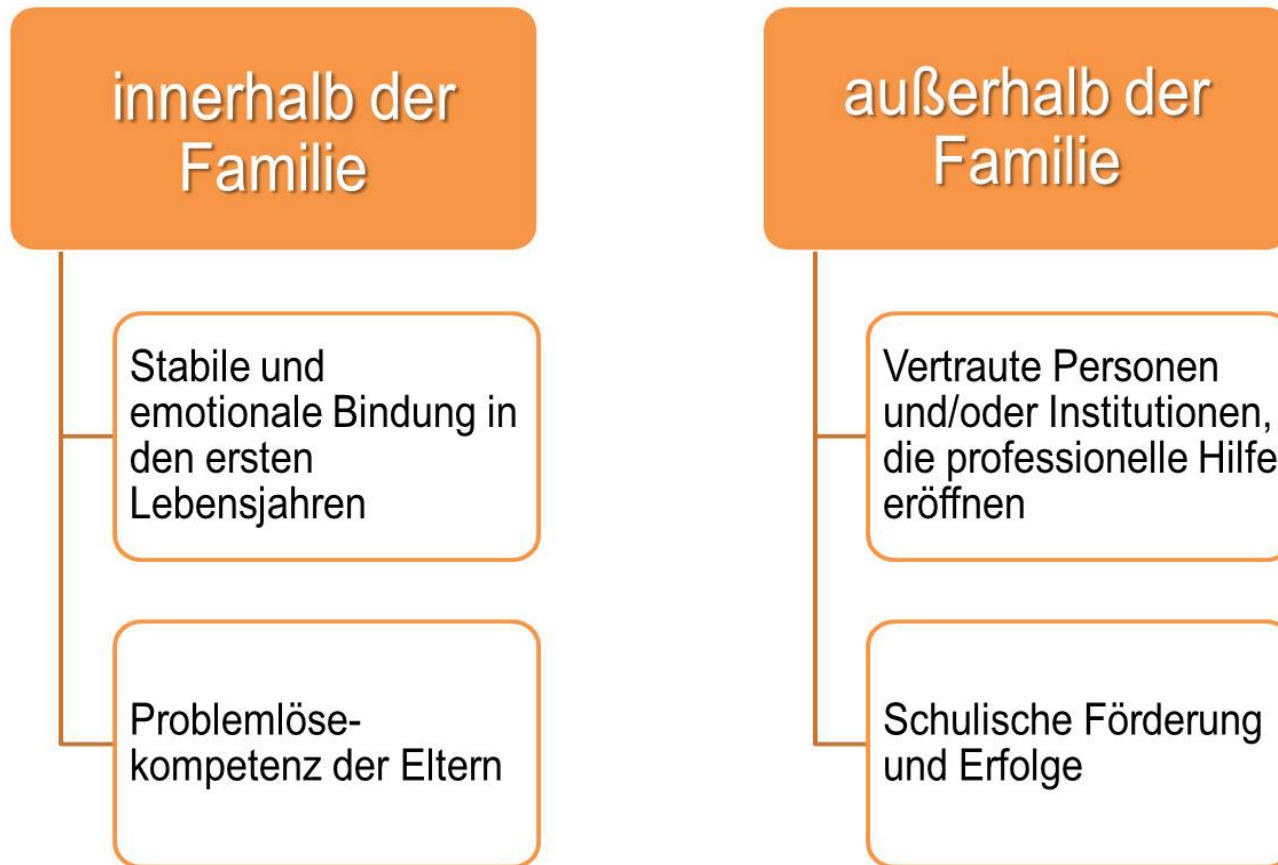 innerhalb der
Familie
Stabile und
emotionale Bindung in
den ersten
Lebensjahren
Problemlöse-
kompetenz der Eltern
außerhalb der
Familie
Vertraute Personen
und/oder Institutionen,
die professionelle Hilfe
eröffnen
Schulische Förderung
und Erfolge